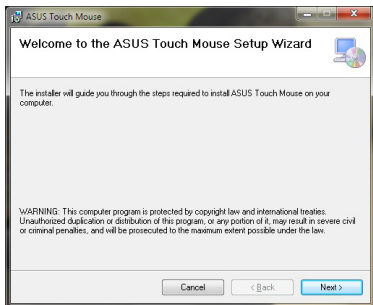 ASUS Touch Mouse
Welcome to the ASUS Touch Mouse Setup Wizard
The installer will guide you through the steps required to install ASUS Touch Mouse on your
computer.
WARNING: This computer program is protected by copyright law and international treaties.
Unauthorized duplication or distribution of this program, or any portion of it, may result in severe civil
or criminal penalties, and will be prosecuted to the maximum extent possible under the law.
Cancel < Back Next >